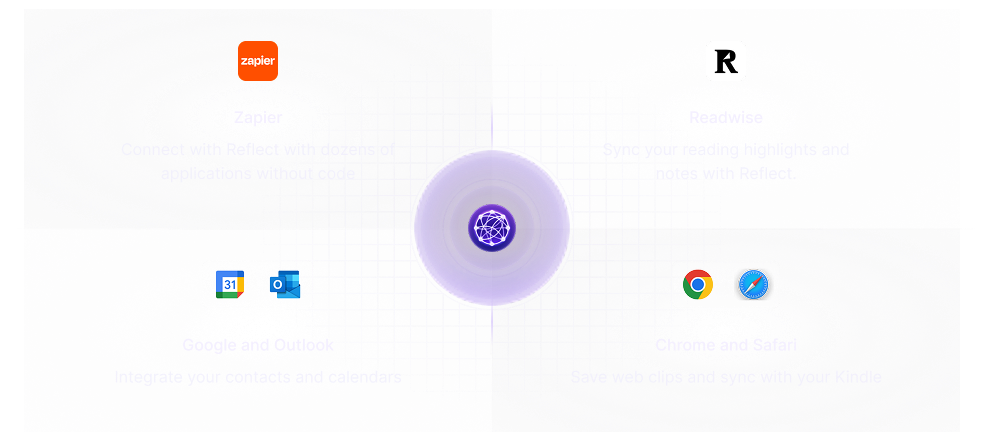 zapier
Zapier
Connect with Reflect with dozens of
applications without code
R
Readwise
Sync your reading highlights and
notes with Reflect.
31
O
Google and Outlook
Integrate your contacts and calendars
Chrome and Safari
Save web clips and sync with your Kindle